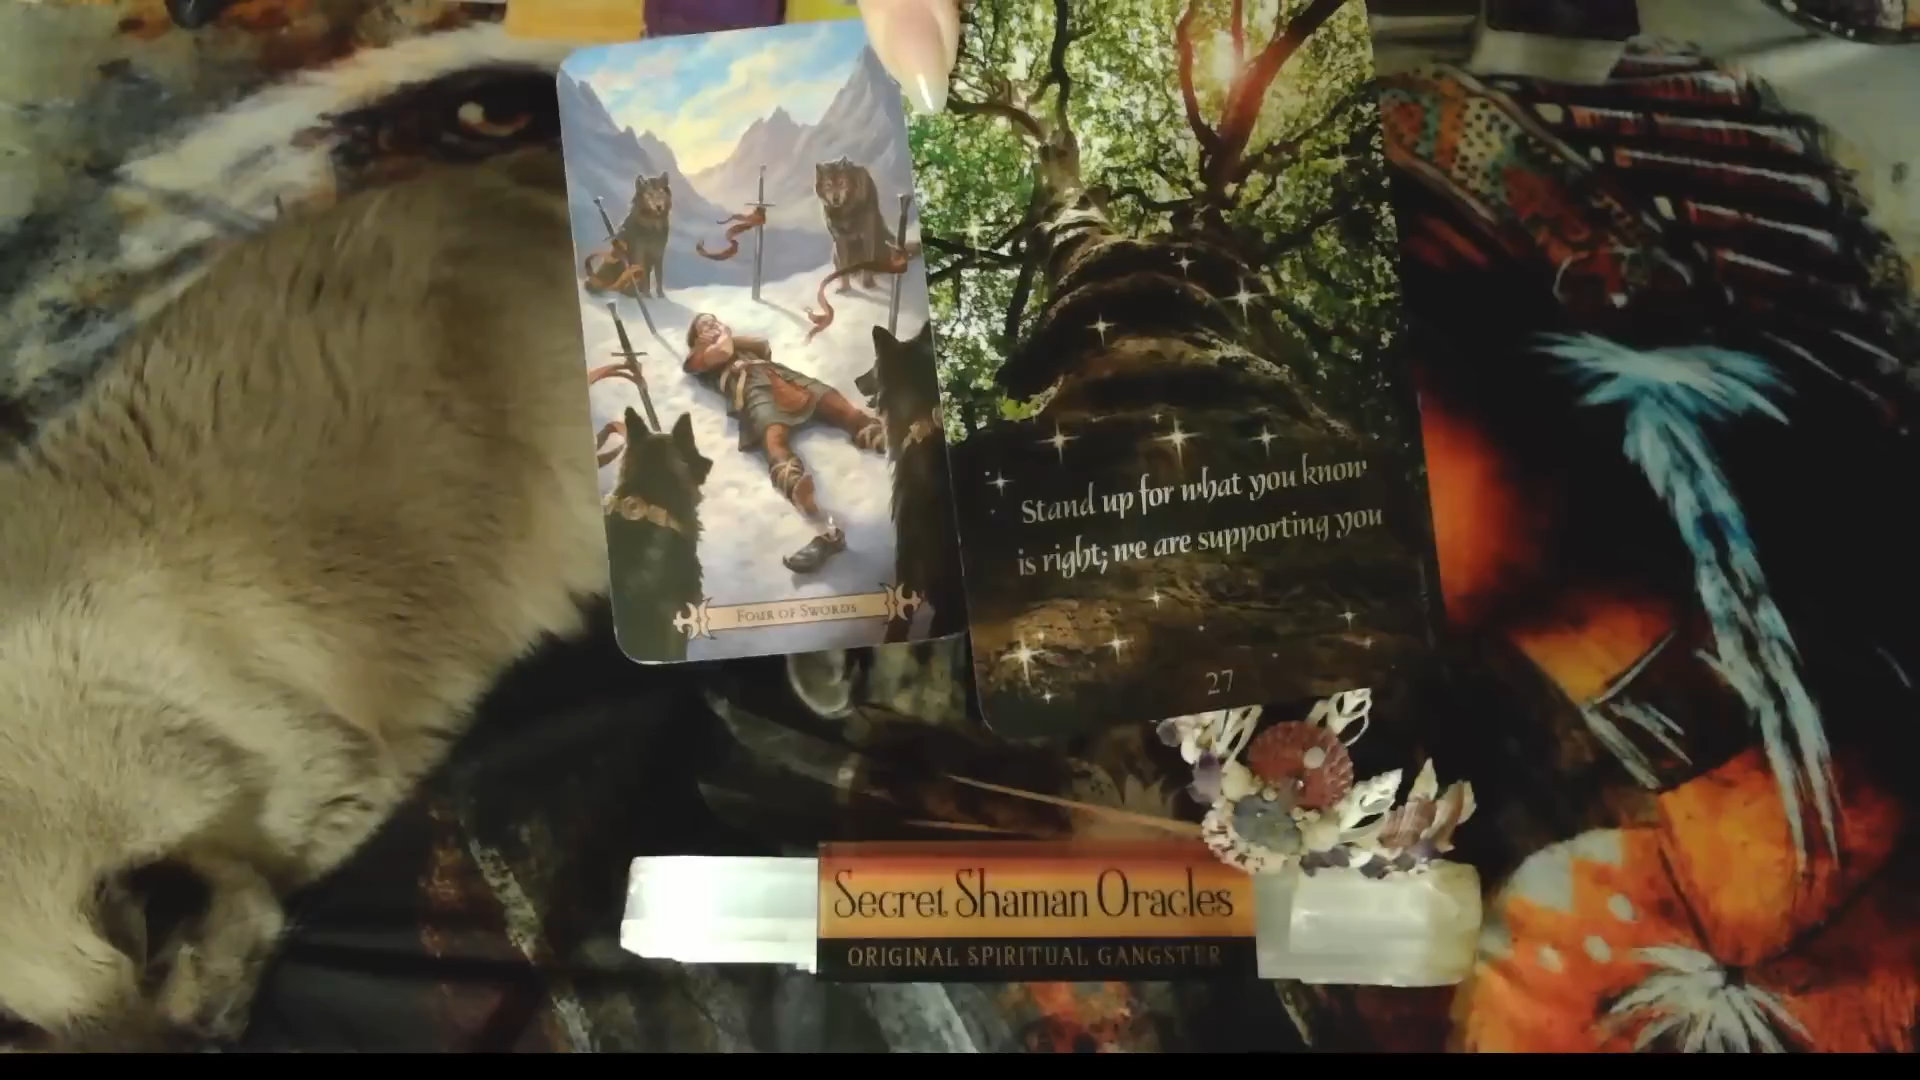 Four of Swords
Stand up for what you know
is right; we are supporting you
27
Secret Shaman Oracles
ORIGINAL SPIRITUAL GANGSTER